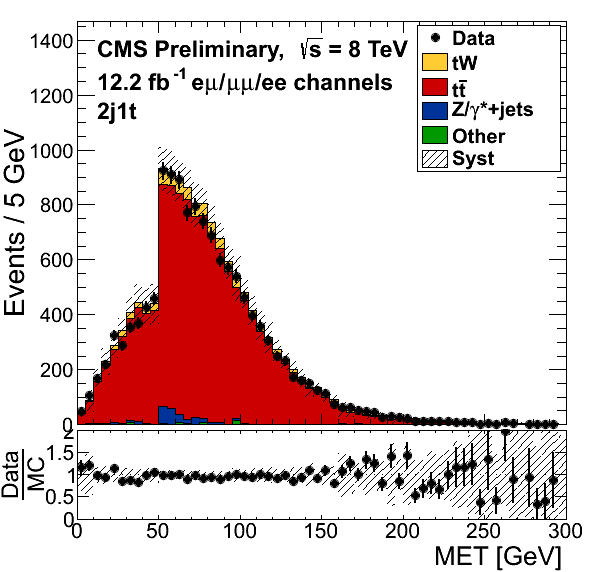 CMS Preliminary, √s = 8 TeV
12.2 fb⁻¹ eμ/μμ/ee channels
2j1t
Data
tW
tt̄
Z/γ*+jets
Other
Syst
Events / 5 GeV
1400
1200
1000
800
600
400
200
0
Data
MC
2
1.5
1
0.5
0
0 50 100 150 200 250 300
MET [GeV]